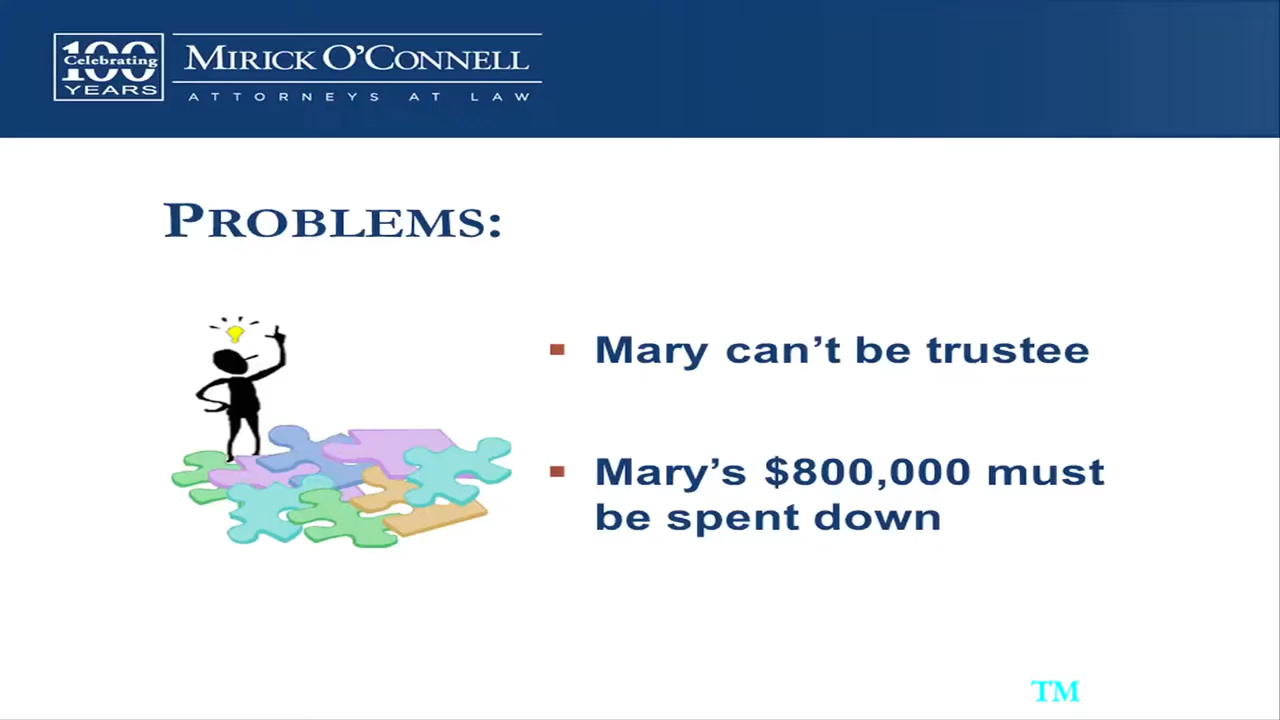 100
Celebrating
YEARS
MIRICK O'CONNELL
ATTORNEYS AT LAW
PROBLEMS:
▪ Mary can’t be trustee
▪ Mary’s $800,000 must
be spent down
TM